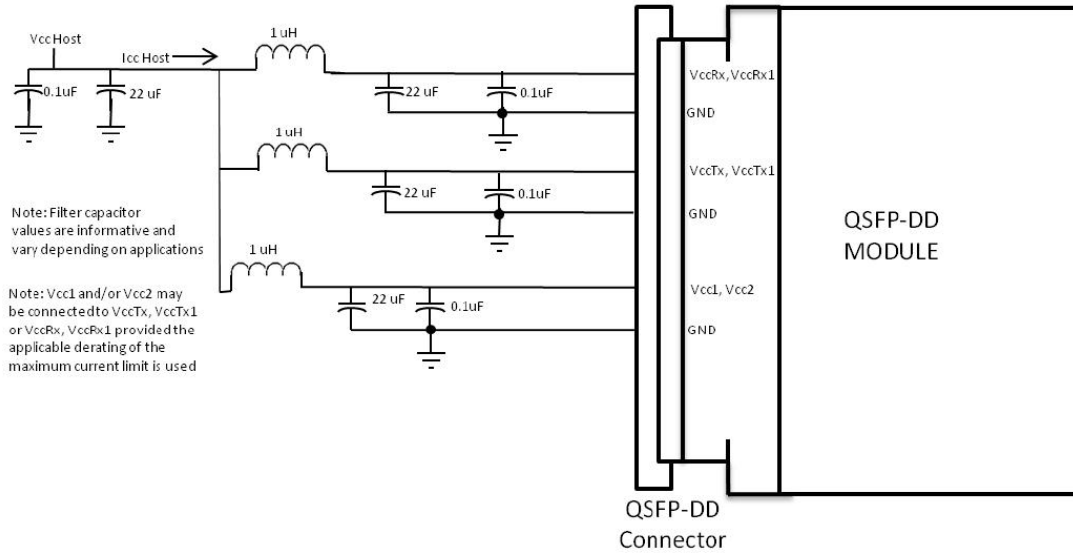 Vcc Host
Icc Host
0.1uF
22 uF
1 uH
22 uF
0.1uF
VccRx, VccRx1
GND
1 uH
22 uF
0.1uF
VccTx, VccTx1
GND
Note: Filter capacitor
values are informative and
vary depending on applications
1 uH
22 uF
0.1uF
Vcc1, Vcc2
GND
Note: Vcc1 and/or Vcc2 may
be connected to VccTx, VccTx1
or VccRx, VccRx1 provided the
applicable derating of the
maximum current limit is used
QSFP-DD
MODULE
QSFP-DD
Connector